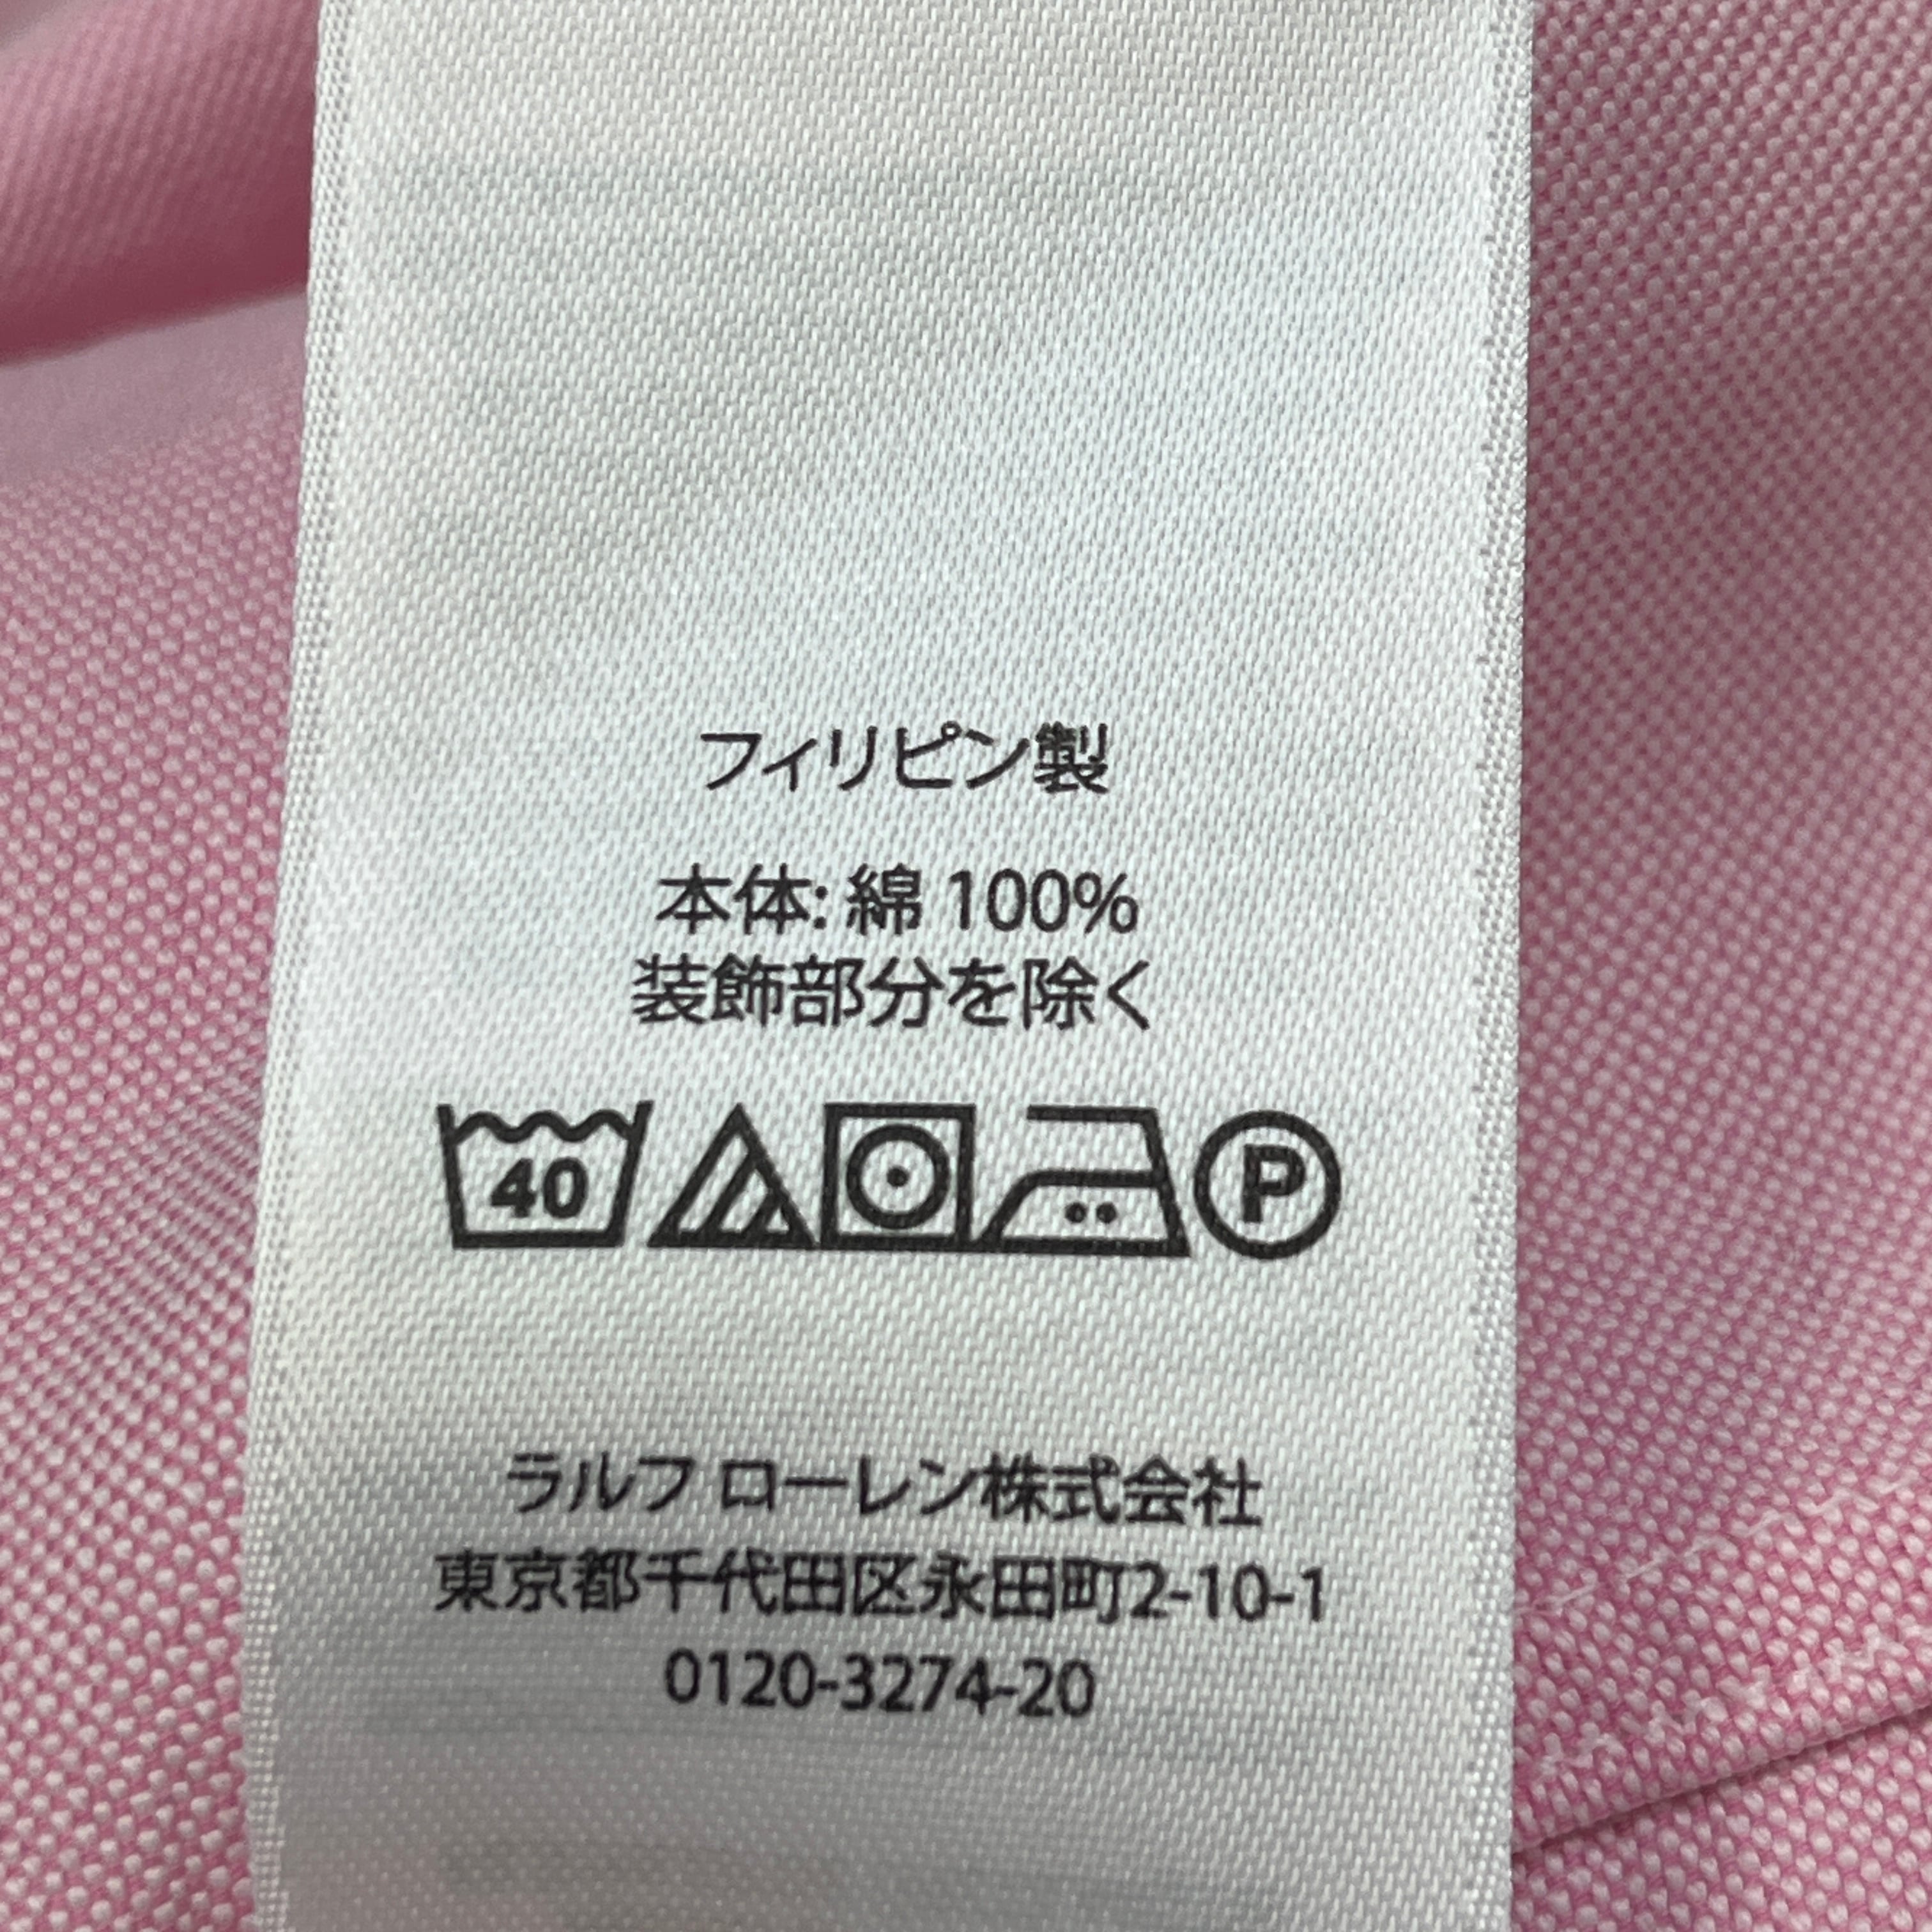 フィリピン製
本体: 綿 100%
装飾部分を除く
40 P
ラルフ ローレン株式会社
東京都千代田区永田町2-10-1
0120-3274-20